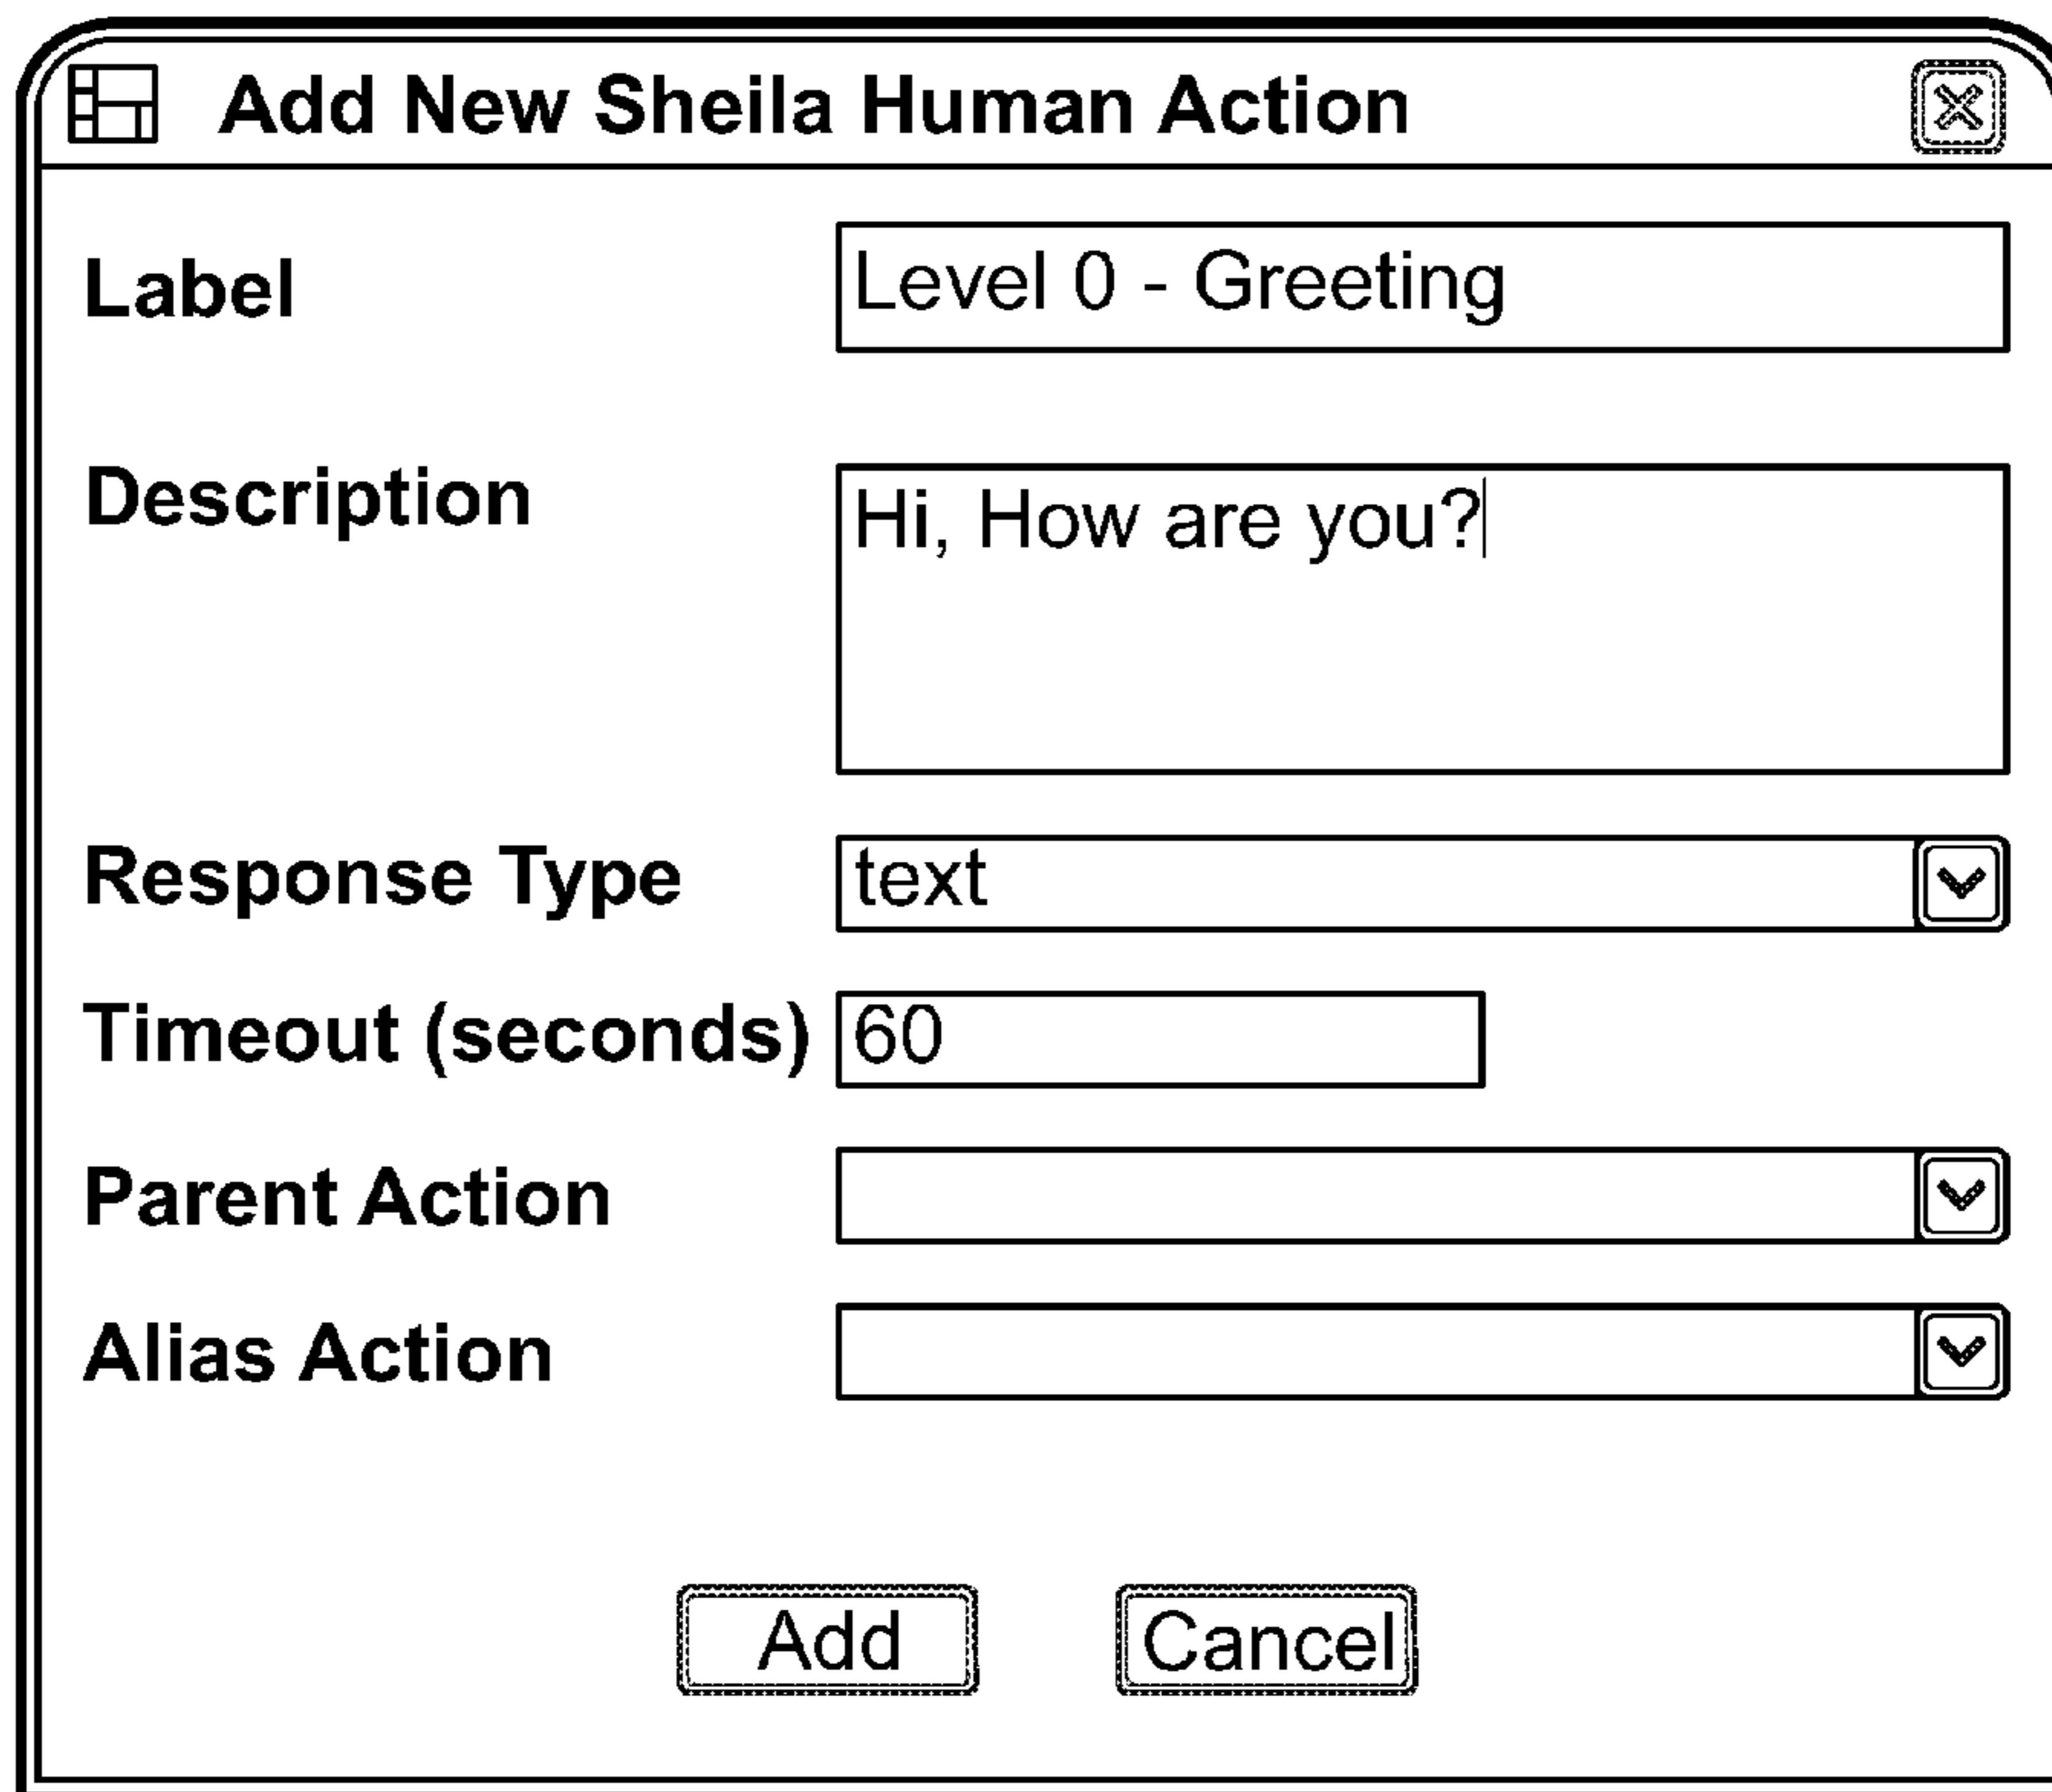 Add New Sheila Human Action
Label Level 0 - Greeting
Description Hi, How are you?
Response Type text
Timeout (seconds) 60
Parent Action
Alias Action
Add Cancel